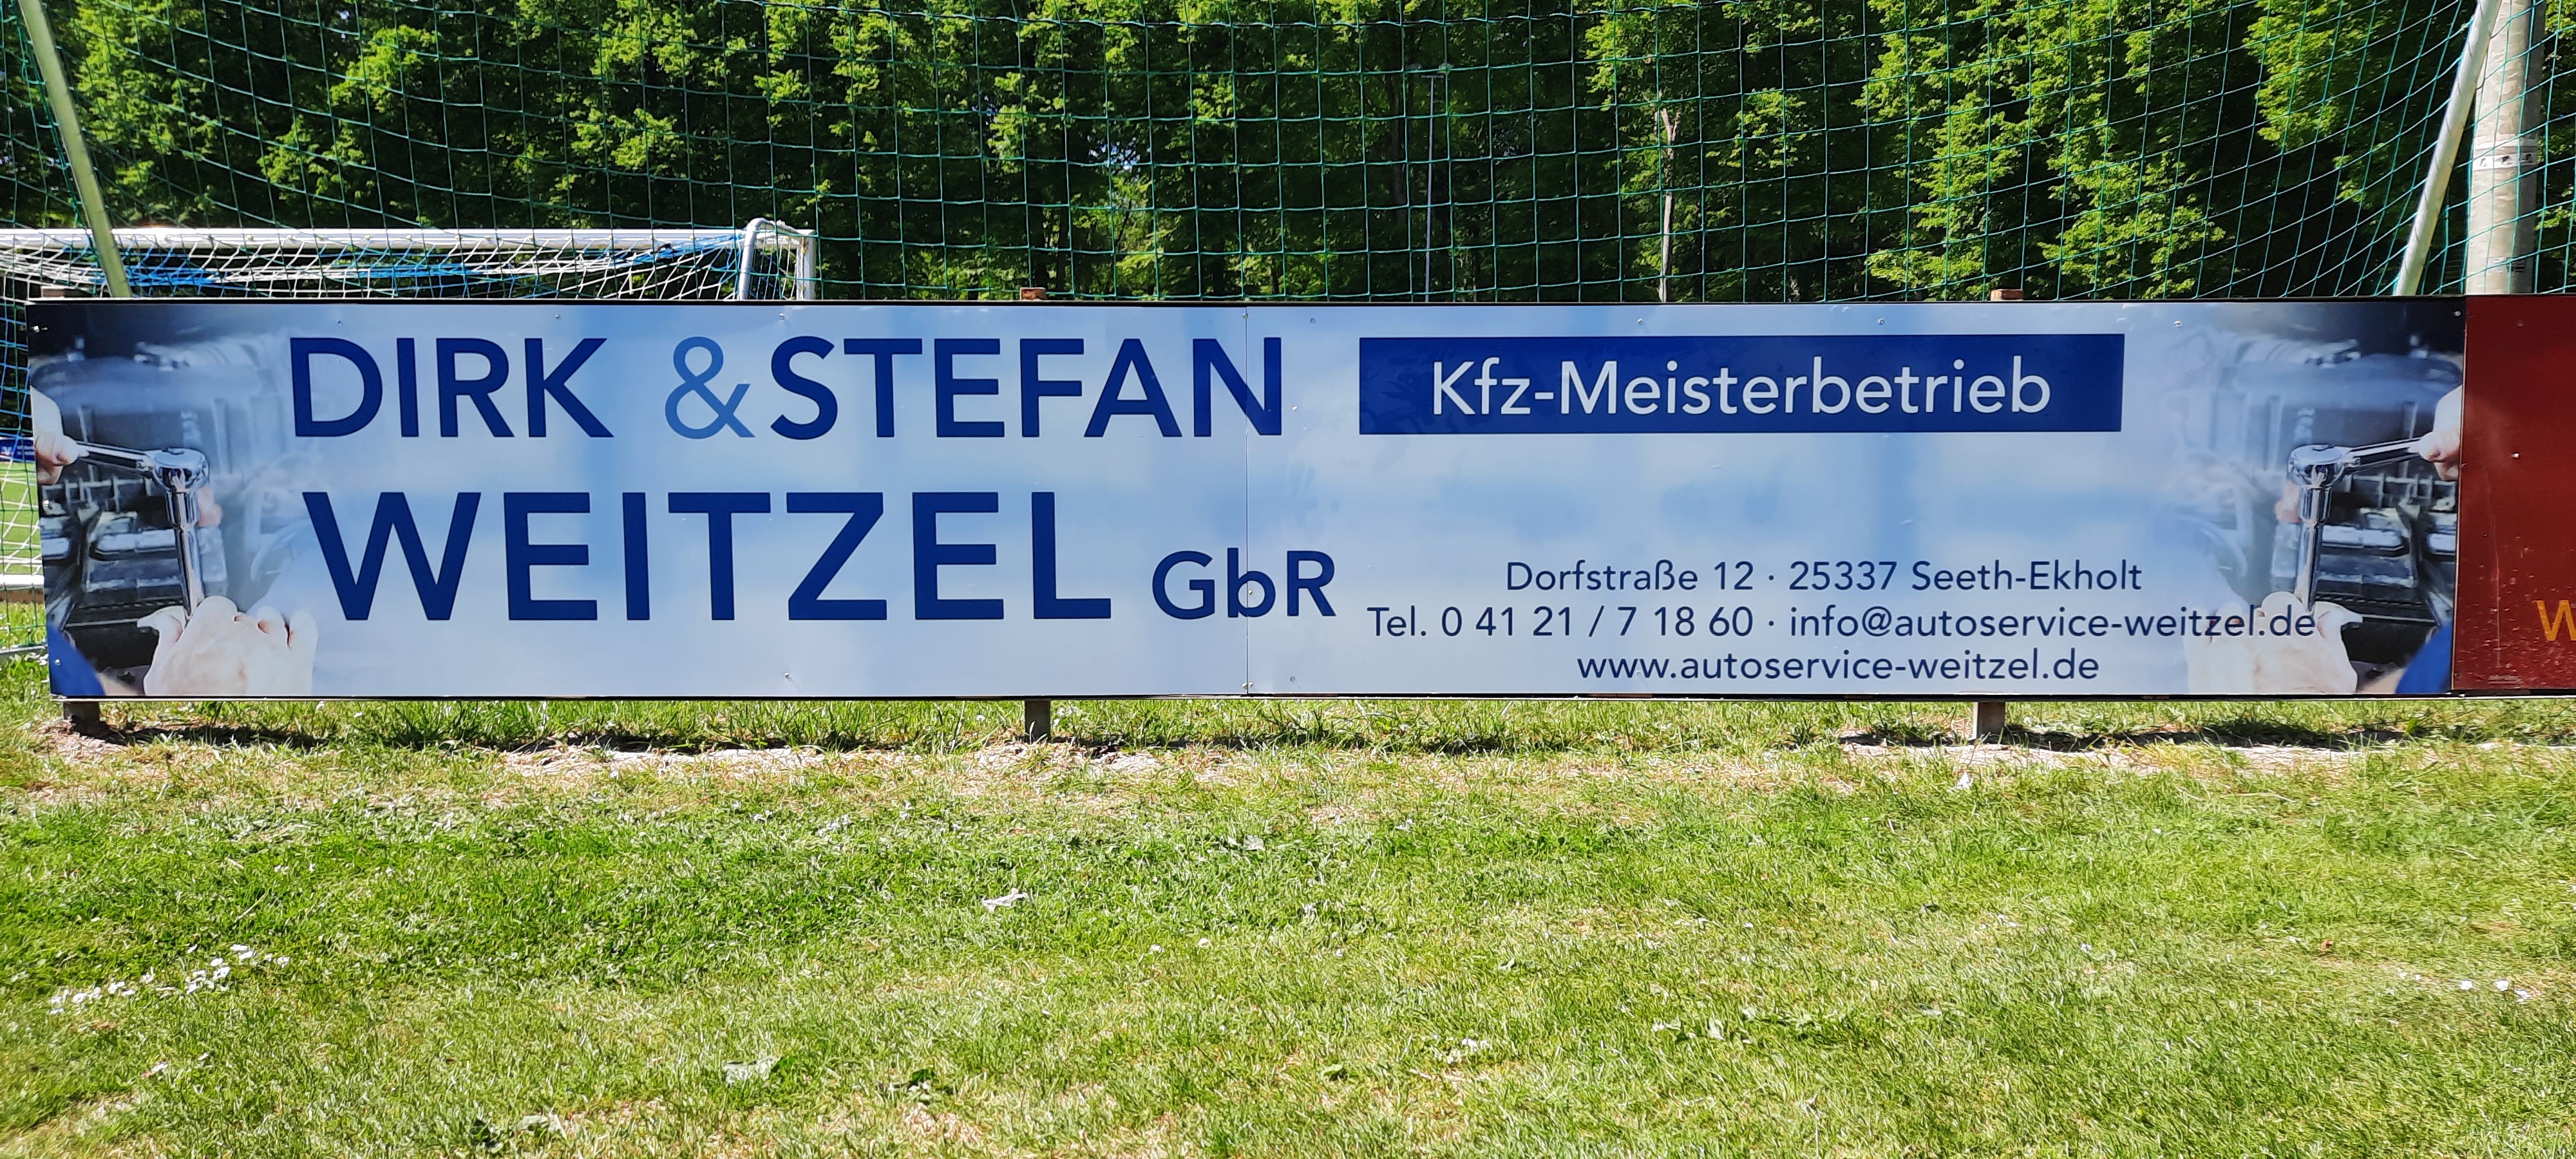 DIRK & STEFAN
WEITZEL GbR
Kfz-Meisterbetrieb
Dorfstraße 12 · 25337 Seeth-Ekholt
Tel. 0 41 21 / 7 18 60 · info@autoservice-weitzel.de
www.autoservice-weitzel.de